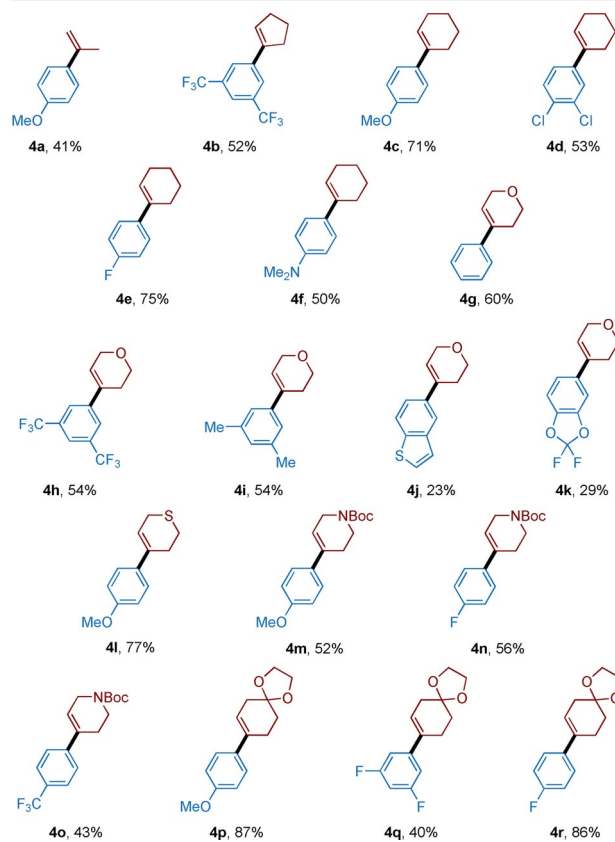 F₃C
CF₃
MeO
MeO
Cl
Cl
4a, 41%
4b, 52%
4c, 71%
4d, 53%
O
F
Me₂N
4e, 75%
4f, 50%
4g, 60%
O
O
O
O
F₃C
CF₃
Me
Me
S
O
O
F F
4h, 54%
4i, 54%
4j, 23%
4k, 29%
S
NBoc
NBoc
MeO
MeO
F
4l, 77%
4m, 52%
4n, 56%
O O
O O
O O
NBoc
F₃C
MeO
F
F
F
4o, 43%
4p, 87%
4q, 40%
4r, 86%